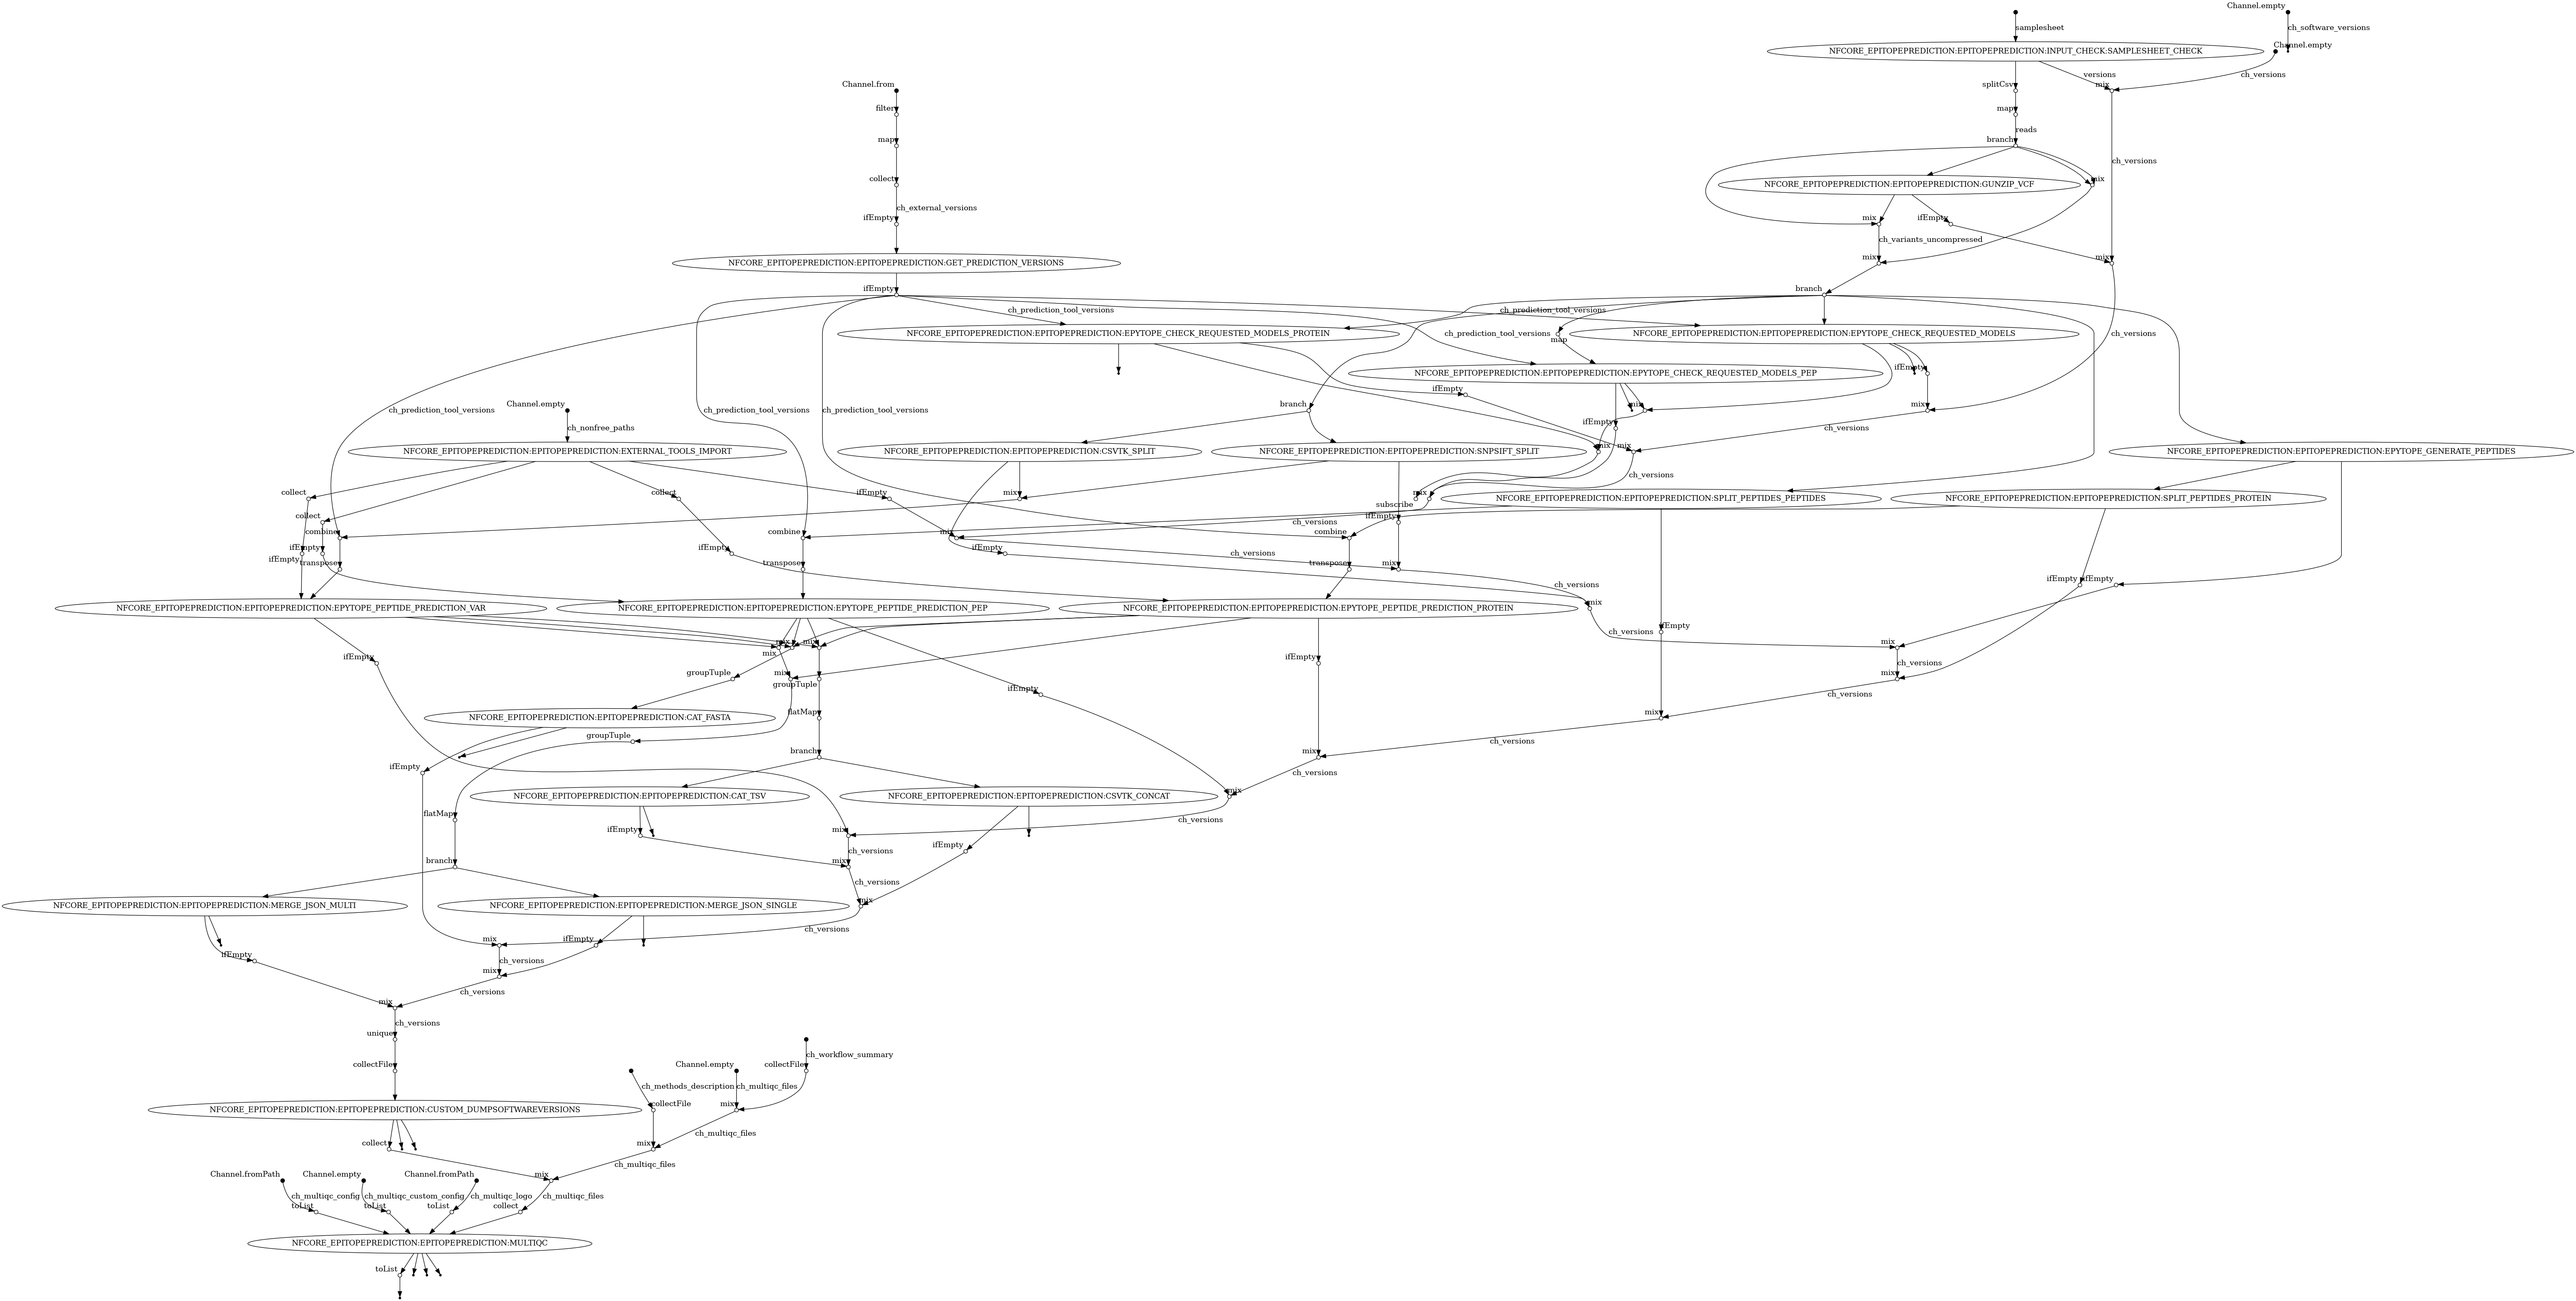 Channel.empty
samplesheet
ch_software_versions
Channel.empty
NFCORE_EPITOPEPREDICTION:EPITOPEPREDICTION:INPUT_CHECK:SAMPLESHEET_CHECK
versions
ch_versions
Channel.from
splitCsv
mix
filter
map
reads
map
branch
ch_versions
collect
NFCORE_EPITOPEPREDICTION:EPITOPEPREDICTION:GUNZIP_VCF
mix
ch_external_versions
ifEmpty
mix
ifEmpty
ch_variants_uncompressed
NFCORE_EPITOPEPREDICTION:EPITOPEPREDICTION:GET_PREDICTION_VERSIONS
mix
mix
ifEmpty
branch
ch_prediction_tool_versions
ch_prediction_tool_versions
NFCORE_EPITOPEPREDICTION:EPITOPEPREDICTION:EPYTOPE_CHECK_REQUESTED_MODELS_PROTEIN
ch_prediction_tool_versions
map
NFCORE_EPITOPEPREDICTION:EPITOPEPREDICTION:EPYTOPE_CHECK_REQUESTED_MODELS
ch_versions
NFCORE_EPITOPEPREDICTION:EPITOPEPREDICTION:EPYTOPE_CHECK_REQUESTED_MODELS_PEP
ifEmpty
ifEmpty
Channel.empty
ch_prediction_tool_versions
ch_prediction_tool_versions
ch_prediction_tool_versions
branch
mix
mix
ch_nonfree_paths
ifEmpty
ch_versions
NFCORE_EPITOPEPREDICTION:EPITOPEPREDICTION:EXTERNAL_TOOLS_IMPORT
NFCORE_EPITOPEPREDICTION:EPITOPEPREDICTION:CSVTK_SPLIT
NFCORE_EPITOPEPREDICTION:EPITOPEPREDICTION:SNPSIFT_SPLIT
mix
mix
NFCORE_EPITOPEPREDICTION:EPITOPEPREDICTION:EPYTOPE_GENERATE_PEPTIDES
ch_versions
collect
collect
ifEmpty
mix
mix
subscribe
NFCORE_EPITOPEPREDICTION:EPITOPEPREDICTION:SPLIT_PEPTIDES_PEPTIDES
NFCORE_EPITOPEPREDICTION:EPITOPEPREDICTION:SPLIT_PEPTIDES_PROTEIN
collect
ch_versions
ifEmpty
combine
combine
mix
combine
ifEmpty
ifEmpty
ifEmpty
ch_versions
ifEmpty
transpose
transpose
transpose
mix
ifEmpty
ifEmpty
ch_versions
NFCORE_EPITOPEPREDICTION:EPITOPEPREDICTION:EPYTOPE_PEPTIDE_PREDICTION_VAR
NFCORE_EPITOPEPREDICTION:EPITOPEPREDICTION:EPYTOPE_PEPTIDE_PREDICTION_PEP
NFCORE_EPITOPEPREDICTION:EPITOPEPREDICTION:EPYTOPE_PEPTIDE_PREDICTION_PROTEIN
mix
ifEmpty
ch_versions
mix
mix
mix
mix
ifEmpty
ifEmpty
ch_versions
groupTuple
mix
groupTuple
mix
ifEmpty
ch_versions
NFCORE_EPITOPEPREDICTION:EPITOPEPREDICTION:CAT_FASTA
flatMap
mix
groupTuple
ch_versions
branch
mix
ifEmpty
ch_versions
NFCORE_EPITOPEPREDICTION:EPITOPEPREDICTION:CAT_TSV
NFCORE_EPITOPEPREDICTION:EPITOPEPREDICTION:CSVTK_CONCAT
mix
flatMap
ch_versions
ifEmpty
mix
ifEmpty
ch_versions
branch
mix
ch_versions
NFCORE_EPITOPEPREDICTION:EPITOPEPREDICTION:MERGE_JSON_MULTI
NFCORE_EPITOPEPREDICTION:EPITOPEPREDICTION:MERGE_JSON_SINGLE
mix
ch_versions
mix
ifEmpty
ifEmpty
ch_versions
mix
ch_versions
mix
ch_versions
unique
ch_workflow_summary
collectFile
Channel.empty
collectFile
ch_methods_description
ch_multiqc_files
collectFile
mix
NFCORE_EPITOPEPREDICTION:EPITOPEPREDICTION:CUSTOM_DUMPSOFTWAREVERSIONS
ch_multiqc_files
collect
mix
ch_multiqc_files
Channel.fromPath
Channel.empty
Channel.fromPath
mix
ch_multiqc_config
ch_multiqc_custom_config
ch_multiqc_logo
ch_multiqc_files
toList
toList
toList
collect
NFCORE_EPITOPEPREDICTION:EPITOPEPREDICTION:MULTIQC
toList